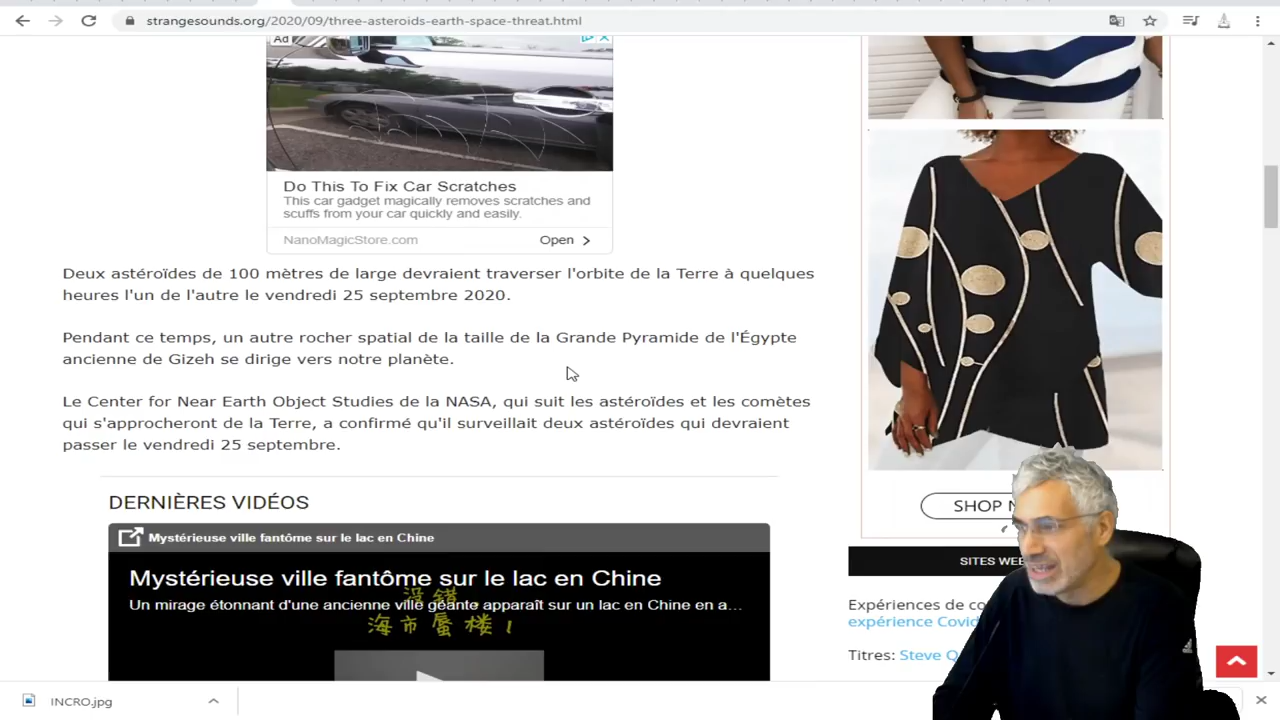 strangesounds.org/2020/09/three-asteroids-earth-space-threat.html
Ad
Do This To Fix Car Scratches
This car gadget magically removes scratches and
scuffs from your car quickly and easily.
NanoMagicStore.com
Open
Deux astéroïdes de 100 mètres de large devraient traverser l'orbite de la Terre à quelques
heures l'un de l'autre le vendredi 25 septembre 2020.
Pendant ce temps, un autre rocher spatial de la taille de la Grande Pyramide de l'Égypte
ancienne de Gizeh se dirige vers notre planète.
Le Center for Near Earth Object Studies de la NASA, qui suit les astéroïdes et les comètes
qui s'approcheront de la Terre, a confirmé qu'il surveillait deux astéroïdes qui devraient
passer le vendredi 25 septembre.
DERNIÈRES VIDÉOS
Mystérieuse ville fantôme sur le lac en Chine
Mystérieuse ville fantôme sur le lac en Chine
Un mirage étonnant d'une ancienne ville géante apparaît sur un lac en Chine en a...
没错
海市蜃楼！
SHOP
SITES WE
Expériences de
expérience Covid
Titres: Steve Q
INCRO.jpg